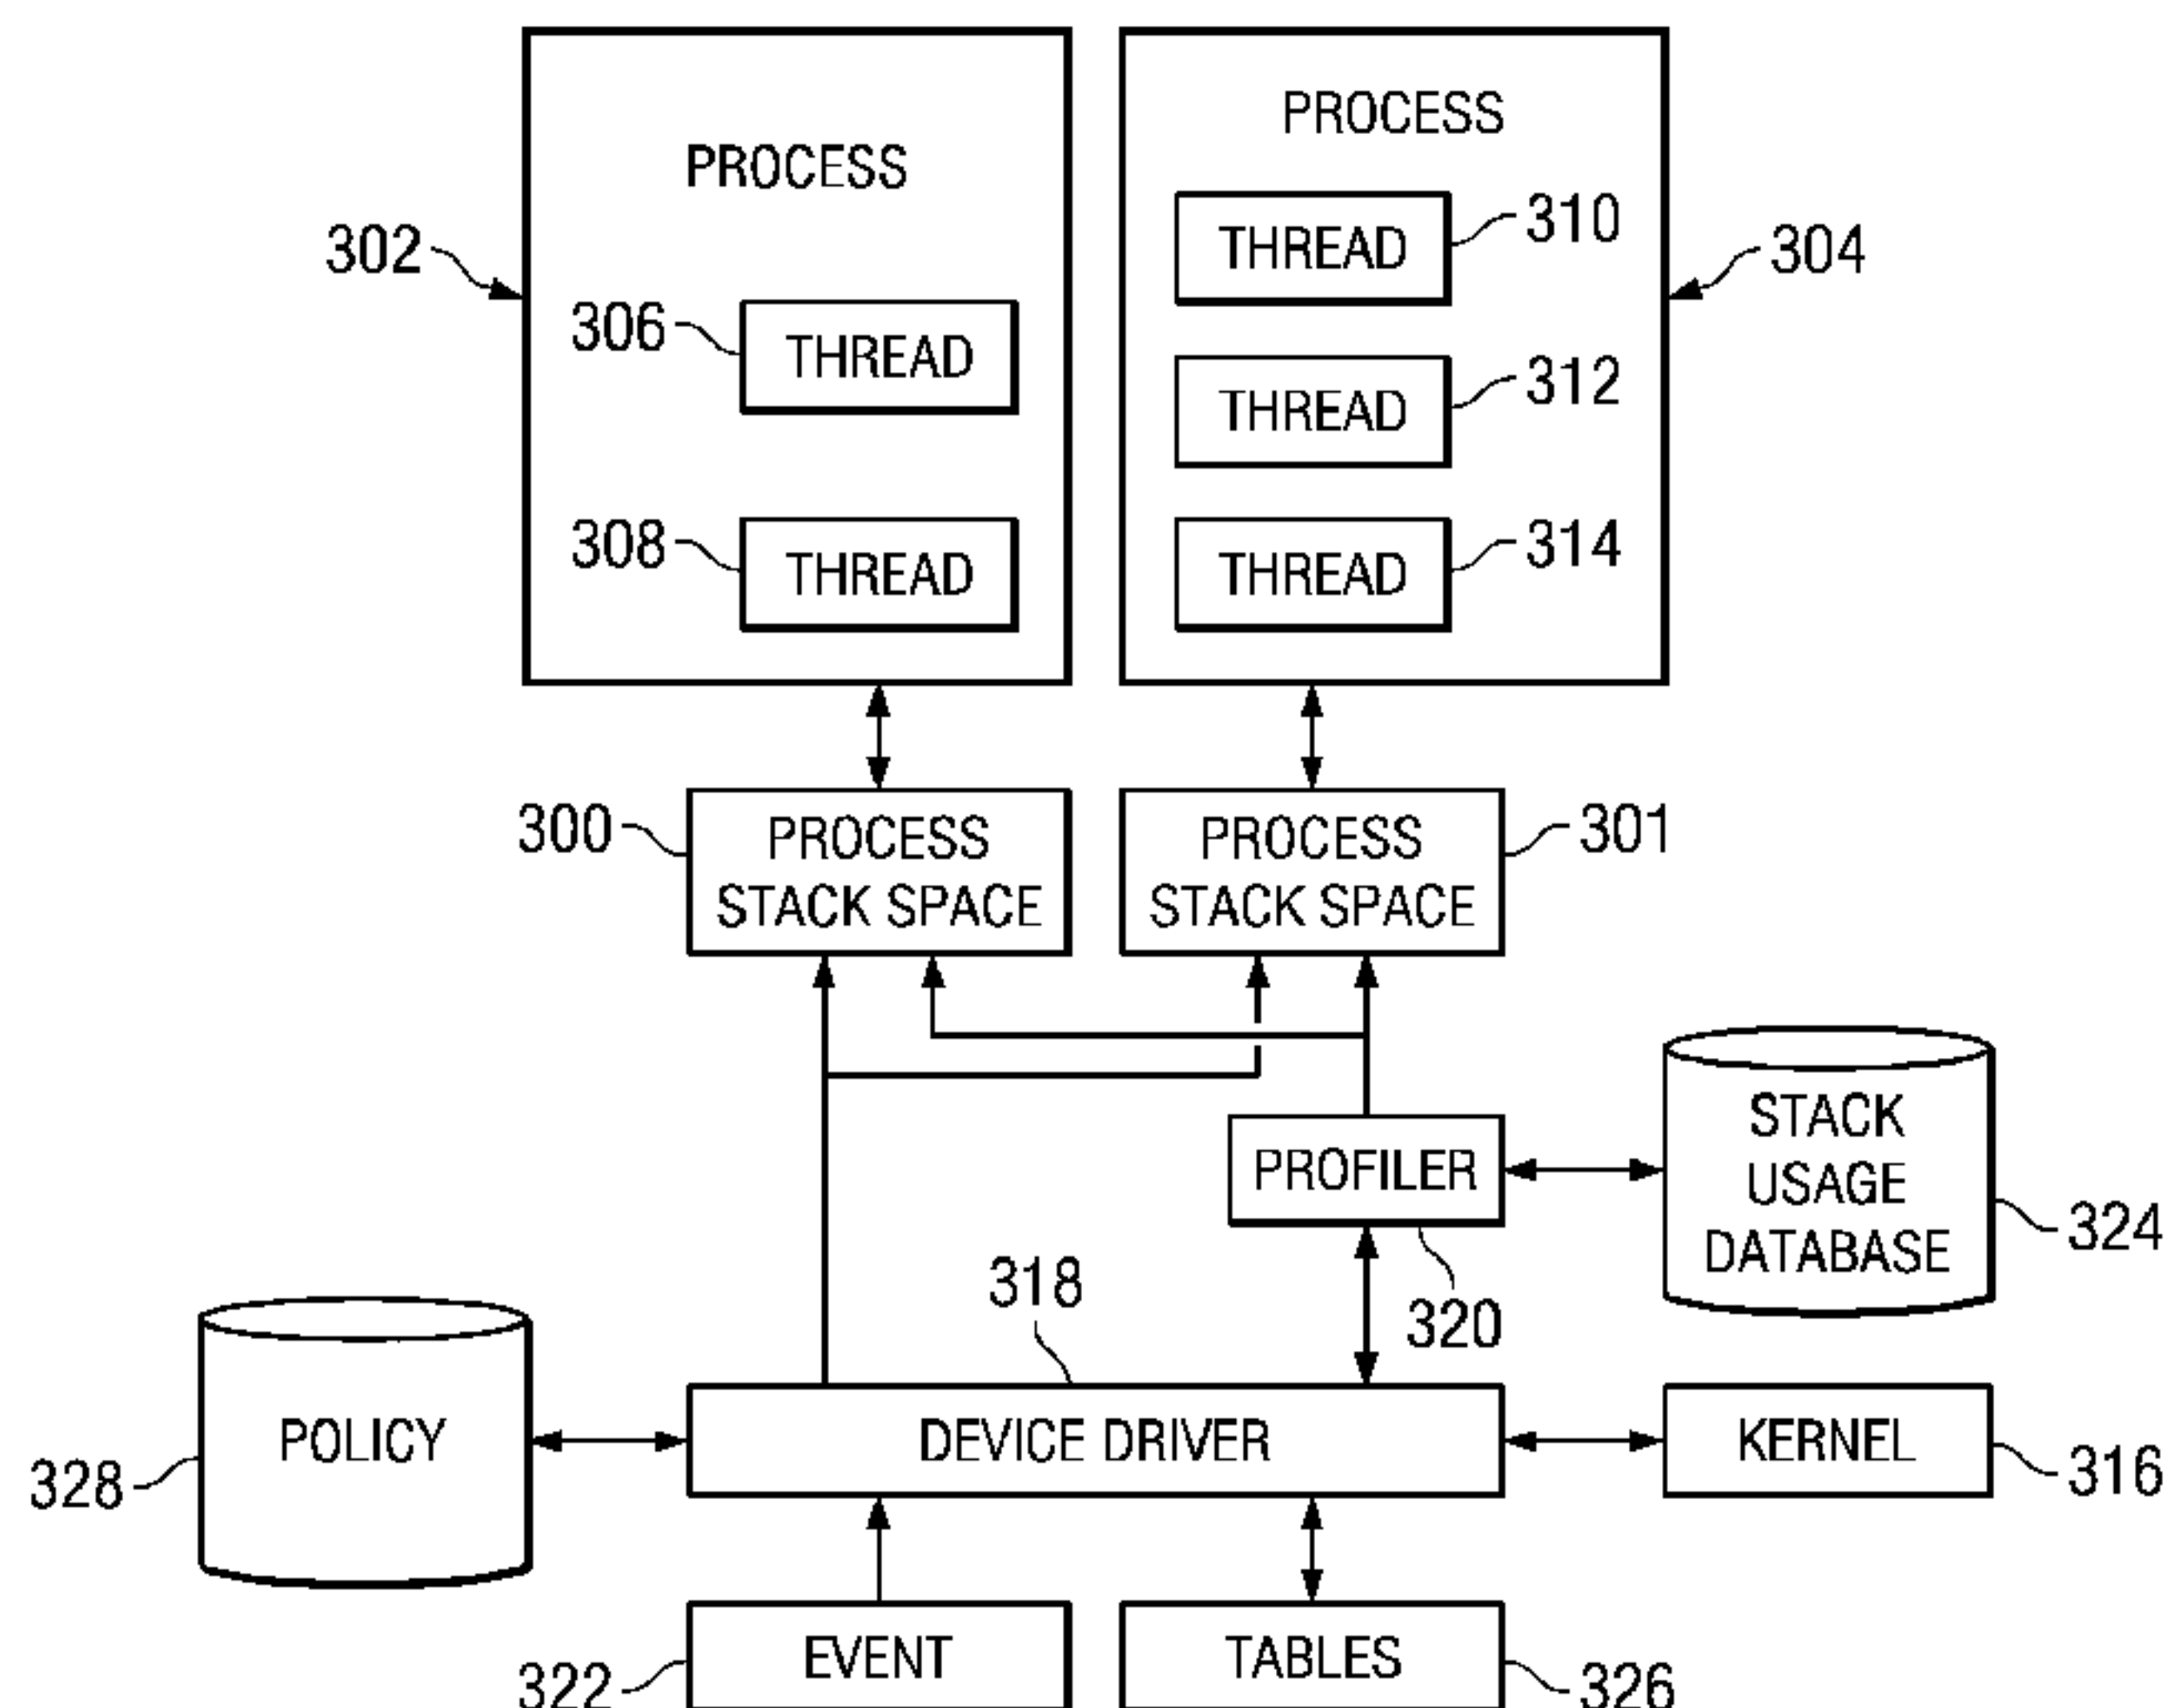 PROCESS
PROCESS
302
304
THREAD
310
306
THREAD
THREAD
312
308
THREAD
THREAD
314
300
PROCESS
STACK SPACE
PROCESS
STACK SPACE
301
PROFILER
STACK
USAGE
DATABASE
324
318
320
POLICY
328
DEVICE DRIVER
KERNEL
316
EVENT
322
TABLES
326